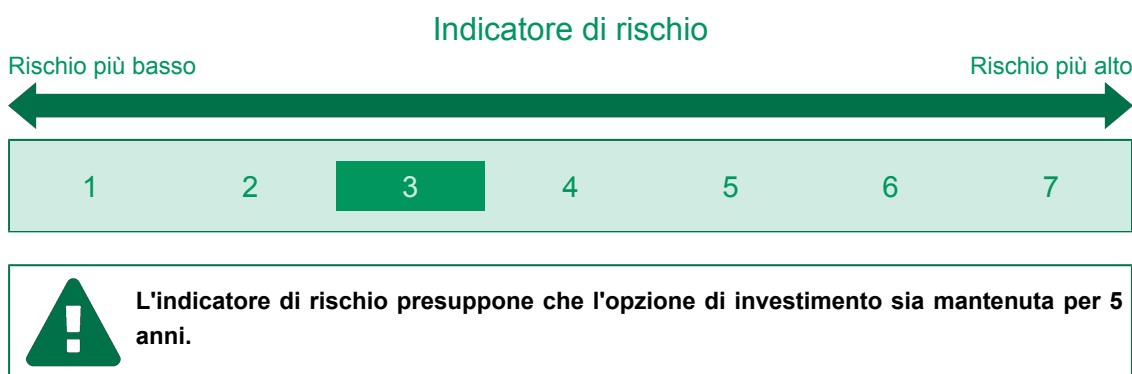 Indicatore di rischio
Rischio più basso Rischio più alto
1 2 3 4 5 6 7
L'indicatore di rischio presuppone che l'opzione di investimento sia mantenuta per 5
anni.